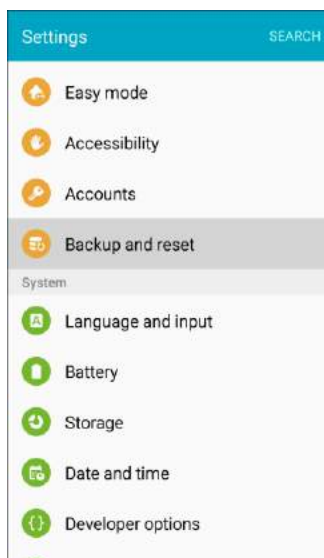 Settings
SEARCH
Easy mode
Accessibility
Accounts
Backup and reset
System
Language and input
Battery
Storage
Date and time
Developer options